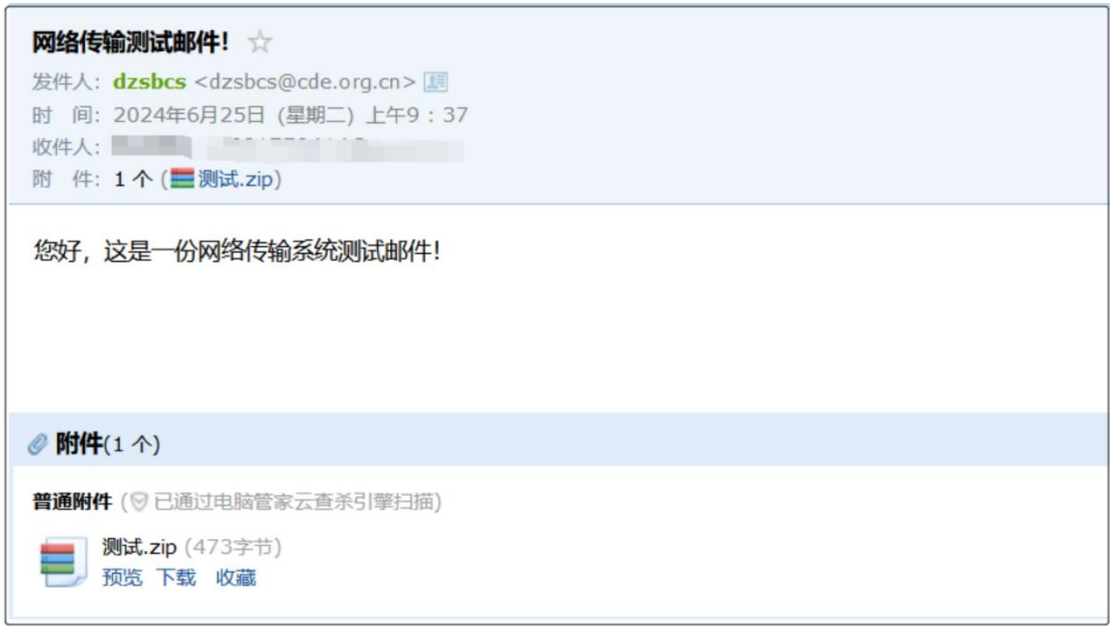 网络传输测试邮件!
发件人: dzsbcs <dzsbcs@cde.org.cn>
时 间: 2024年6月25日 (星期二) 上午9:37
收件人:
附 件: 1 个 (测试.zip)
您好，这是一份网络传输系统测试邮件!
附件(1 个)
普通附件 (已通过电脑管家云查杀引擎扫描)
测试.zip (473字节)
预览 下载 收藏